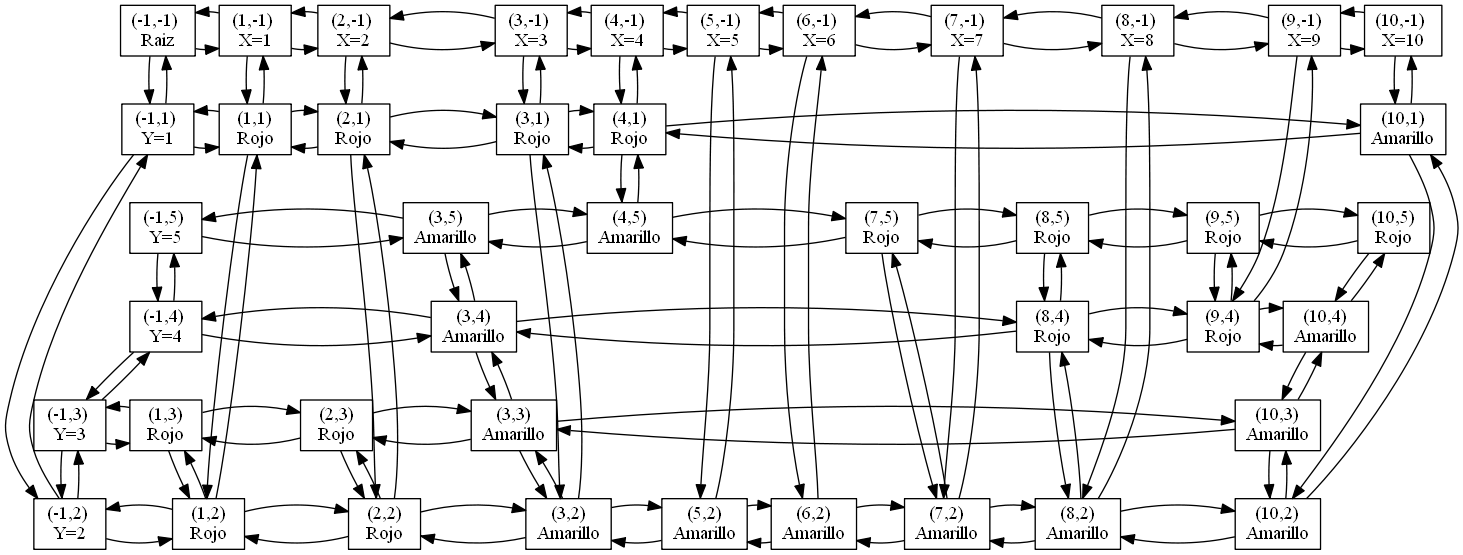 (-1,-1)
Raiz
(1,-1)
X=1
(2,-1)
X=2
(3,-1)
X=3
(4,-1)
X=4
(5,-1)
X=5
(6,-1)
X=6
(7,-1)
X=7
(8,-1)
X=8
(9,-1)
X=9
(10,-1)
X=10
(-1,1)
Y=1
(1,1)
Rojo
(2,1)
Rojo
(3,1)
Rojo
(4,1)
Rojo
(10,1)
Amarillo
(-1,5)
Y=5
(3,5)
Amarillo
(4,5)
Amarillo
(7,5)
Rojo
(8,5)
Rojo
(9,5)
Rojo
(10,5)
Rojo
(-1,4)
Y=4
(3,4)
Amarillo
(8,4)
Rojo
(9,4)
Rojo
(10,4)
Amarillo
(-1,3)
Y=3
(1,3)
Rojo
(2,3)
Rojo
(3,3)
Amarillo
(10,3)
Amarillo
(-1,2)
Y=2
(1,2)
Rojo
(2,2)
Rojo
(3,2)
Amarillo
(5,2)
Amarillo
(6,2)
Amarillo
(7,2)
Amarillo
(8,2)
Amarillo
(10,2)
Amarillo